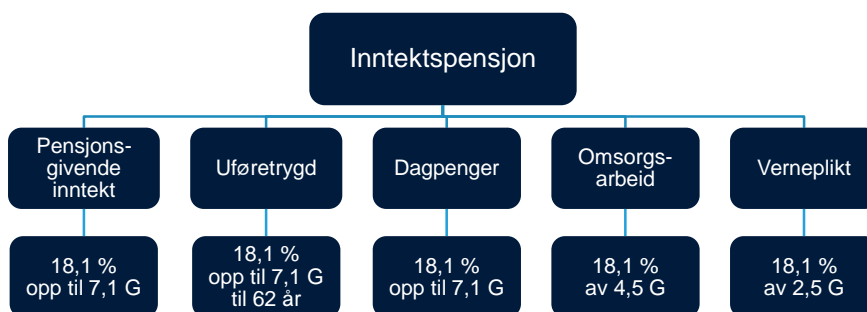 Inntektspensjon
Pensjons-
givende
inntekt
Uføretrygd
Dagpenger
Omsorgs-
arbeid
Verneplikt
18,1 %
opp til 7,1 G
18,1 %
opp til 7,1 G
til 62 år
18,1 %
opp til 7,1 G
18,1 %
av 4,5 G
18,1 %
av 2,5 G